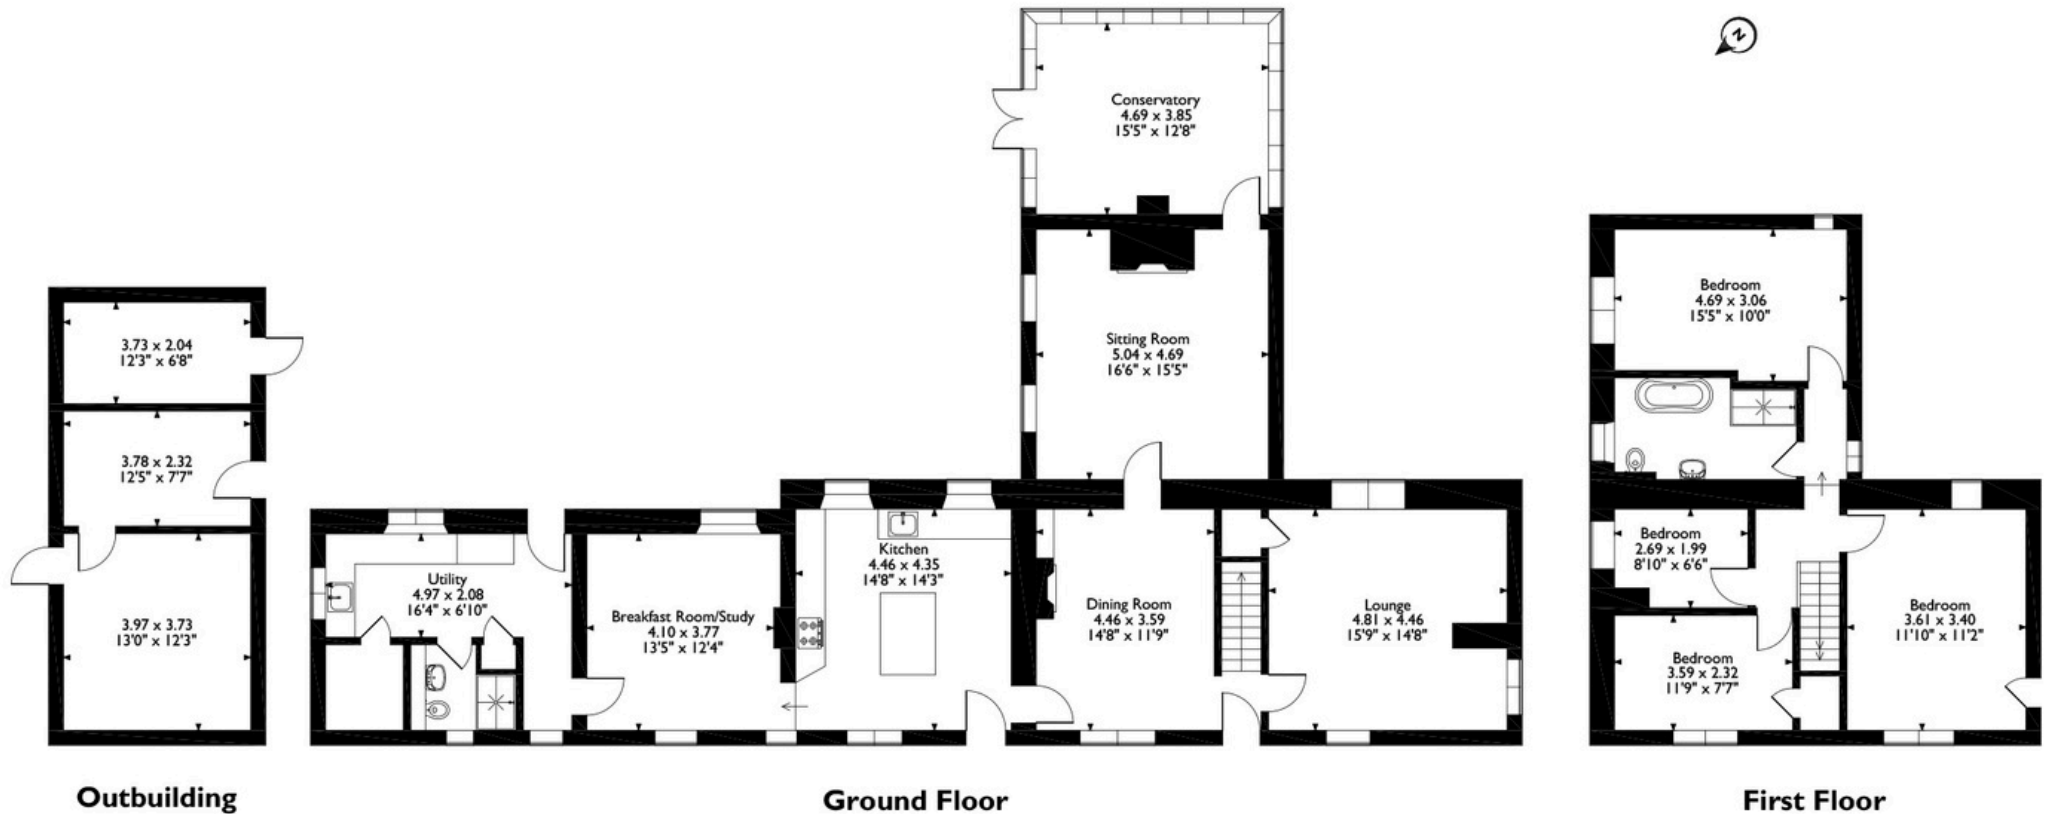 N
Conservatory
4.69 x 3.85
15'5" x 12'8"
Sitting Room
5.04 x 4.69
16'6" x 15'5"
3.73 x 2.04
12'3" x 6'8"
3.78 x 2.32
12'5" x 7'7"
3.97 x 3.73
13'0" x 12'3"
Utility
4.97 x 2.08
16'4" x 6'10"
Breakfast Room/Study
4.10 x 3.77
13'5" x 12'4"
Kitchen
4.46 x 4.35
14'8" x 14'3"
Dining Room
4.46 x 3.59
14'8" x 11'9"
Lounge
4.81 x 4.46
15'9" x 14'8"
Bedroom
4.69 x 3.06
15'5" x 10'0"
Bedroom
2.69 x 1.99
8'10" x 6'6"
Bedroom
3.59 x 2.32
11'9" x 7'7"
Bedroom
3.61 x 3.40
11'10" x 11'2"
Outbuilding
Ground Floor
First Floor